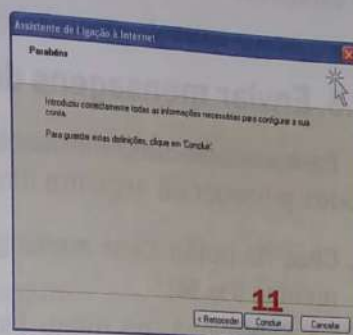 Assistente de Ligação à Internet
Parabéns
Introduziu correctamente todas as informações necessárias para configurar a sua
conta.
Para guardar estas definições, clique em 'Concluir'.
11
< Retroceder
Concluir
Cancelar